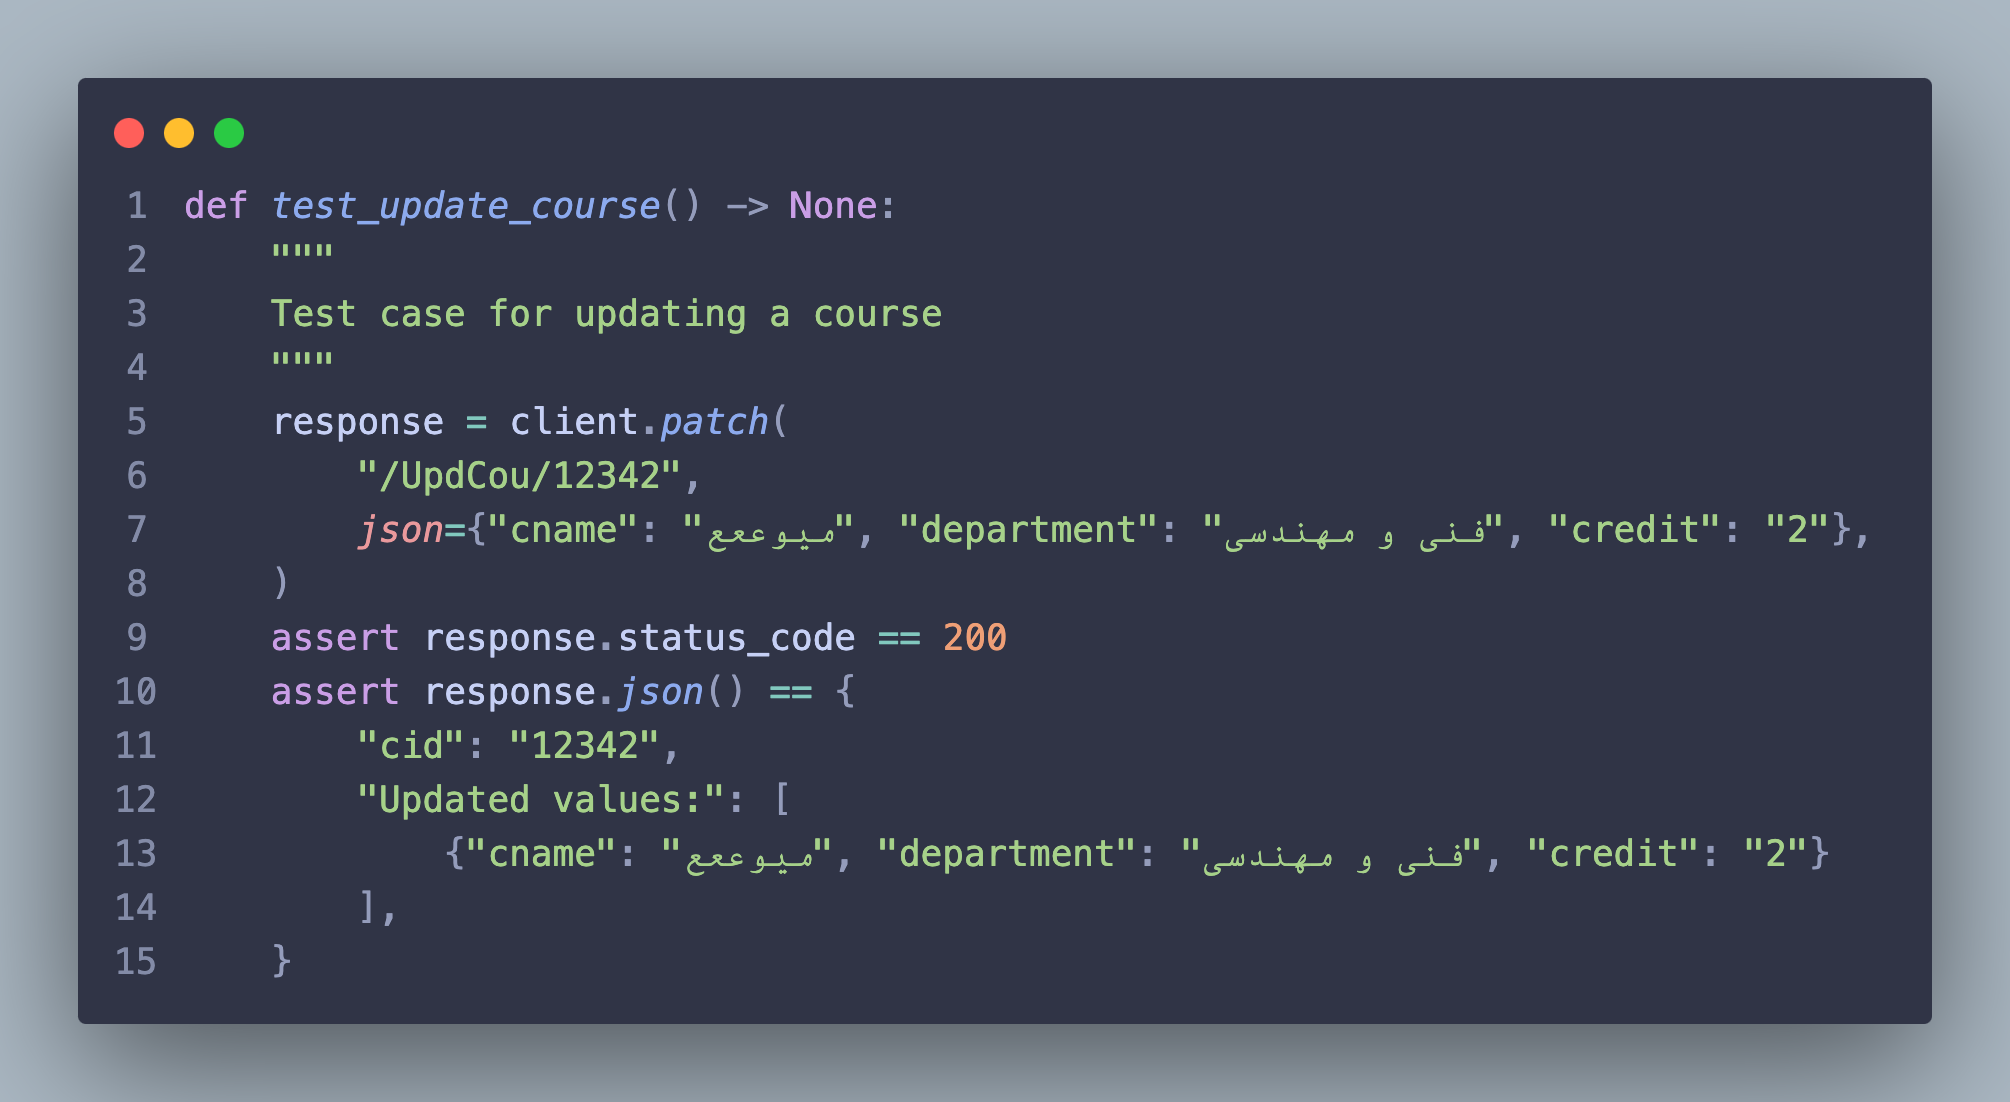 1 def test_update_course() -> None:
2     """
3     Test case for updating a course
4     """
5     response = client.patch(
6         "/UpdCou/12342",
7         json={"cname": "میوععع", "department": "فنی و مهندسی", "credit": "2"},
8     )
9     assert response.status_code == 200
10     assert response.json() == {
11         "cid": "12342",
12         "Updated values:": [
13             {"cname": "میوععع", "department": "فنی و مهندسی", "credit": "2"}
14         ],
15     }